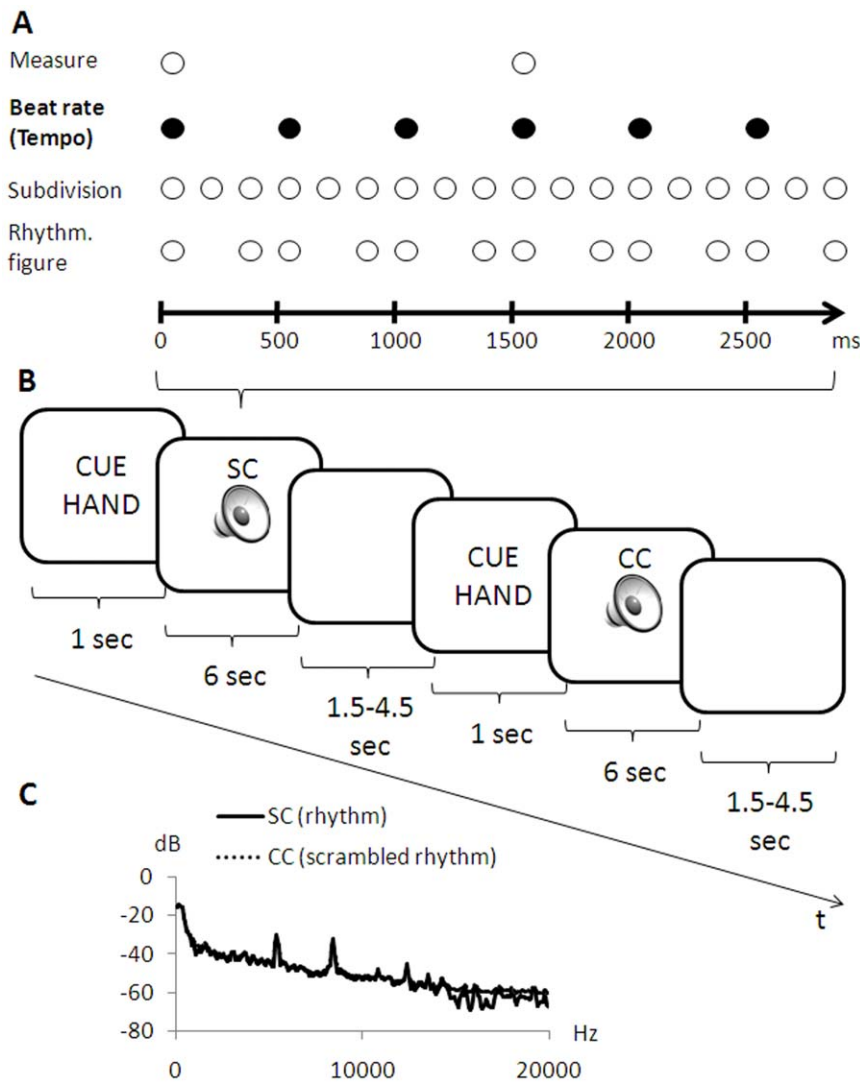 A
Measure
Beat rate
(Tempo)
Subdivision
Rhythm.
figure
0 500 1000 1500 2000 2500 ms
B
CUE
HAND
SC
CUE
HAND
CC
1 sec
6 sec
1.5-4.5
sec
1 sec
6 sec
1.5-4.5
sec
t
C
SC (rhythm)
CC (scrambled rhythm)
dB
0
-20
-40
-60
-80
Hz
0 10000 20000